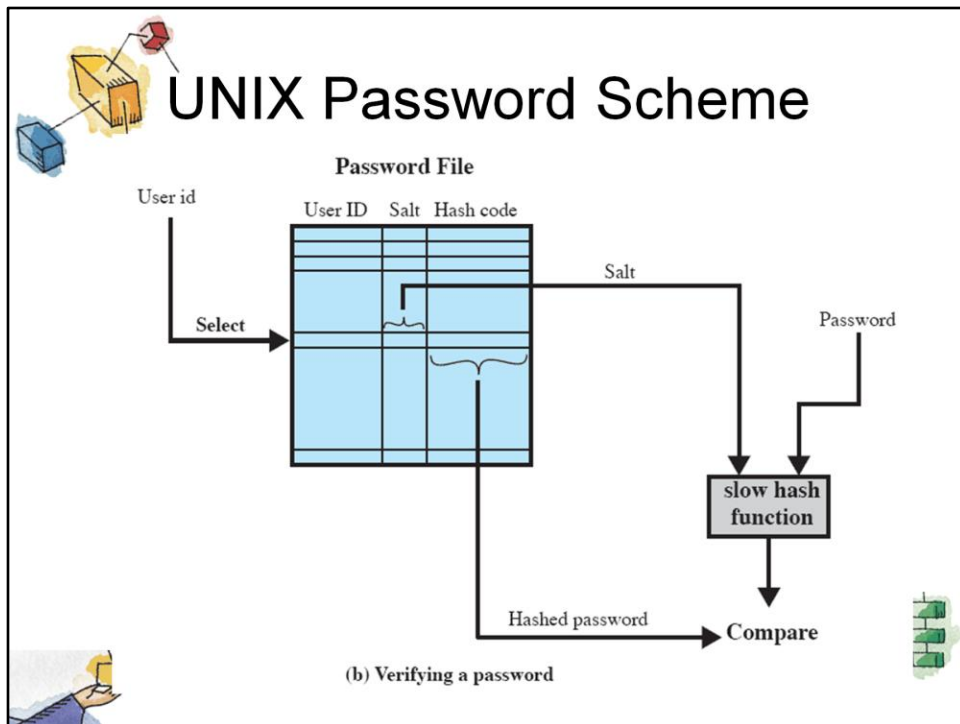 UNIX Password Scheme
Password File
User id
User ID Salt Hash code
Salt
Select
Password
slow hash
function
Hashed password
Compare
(b) Verifying a password